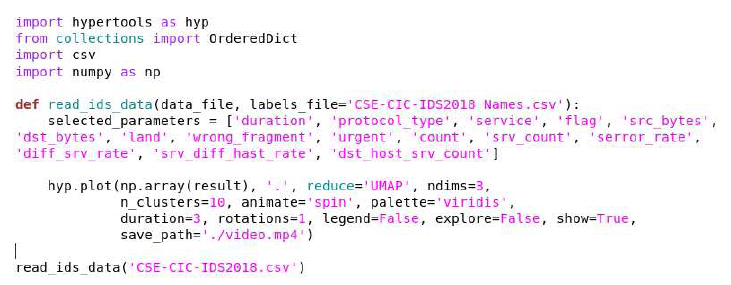 import hypertools as hyp
from collections import OrderedDict
import csv
import numpy as np
def read_ids_data(data_file, labels_file='CSE-CIC-IDS2018 Names.csv'):
selected_parameters = ['duration', 'protocol_type', 'service', 'flag', 'src_bytes',
'dst_bytes', 'land', 'wrong_fragment', 'urgent', 'count', 'srv_count', 'serror_rate',
'diff_srv_rate', 'srv_diff_hast_rate', 'dst_host_srv_count']
hyp.plot(np.array(result), '.', reduce='UMAP', ndims=3,
n_clusters=10, animate='spin', palette='viridis',
duration=3, rotations=1, legend=False, explore=False, show=True,
save_path='./video.mp4')
read_ids_data('CSE-CIC-IDS2018.csv')